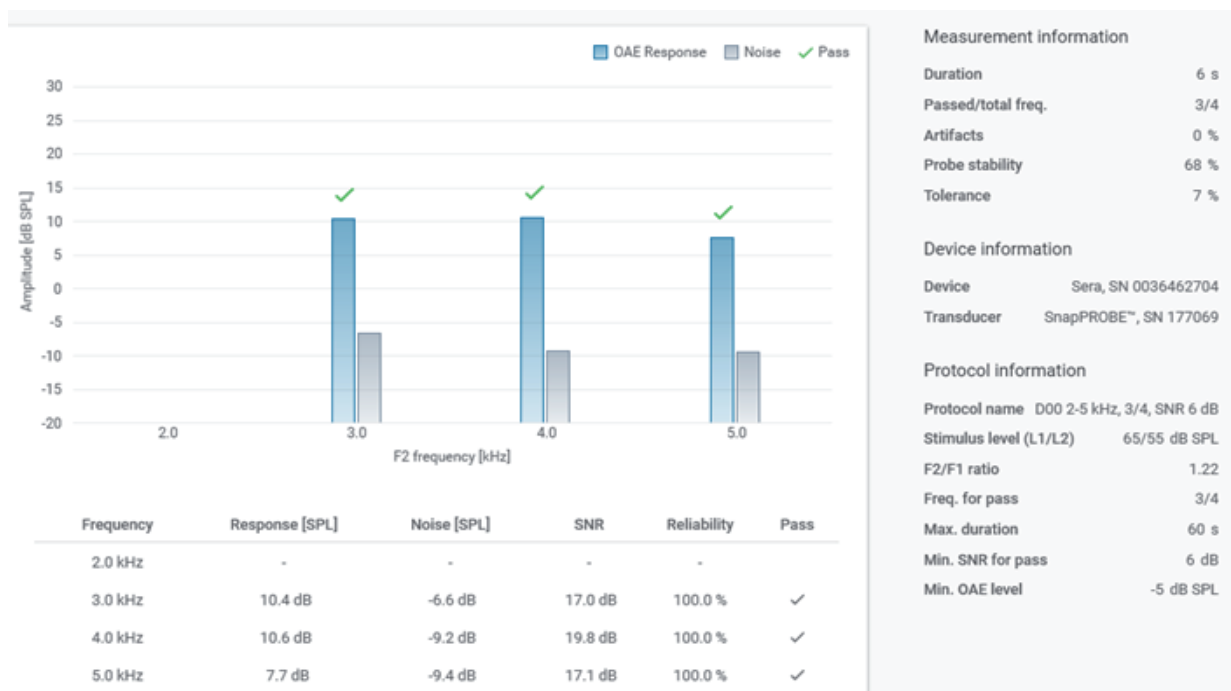 OAE Response Noise Pass
30
25
20
15
10
5
0
-5
-10
-15
-20
Amplitude [dB SPL]
2.0 3.0 4.0 5.0
F2 frequency [kHz]
Frequency Response [SPL] Noise [SPL] SNR Reliability Pass
2.0 kHz - - - -
3.0 kHz 10.4 dB -6.6 dB 17.0 dB 100.0 % ✓
4.0 kHz 10.6 dB -9.2 dB 19.8 dB 100.0 % ✓
5.0 kHz 7.7 dB -9.4 dB 17.1 dB 100.0 % ✓
Measurement information
Duration 6 s
Passed/total freq. 3/4
Artifacts 0 %
Probe stability 68 %
Tolerance 7 %
Device information
Device Sera, SN 0036462704
Transducer SnapPROBE™, SN 177069
Protocol information
Protocol name D00 2-5 kHz, 3/4, SNR 6 dB
Stimulus level (L1/L2) 65/55 dB SPL
F2/F1 ratio 1.22
Freq. for pass 3/4
Max. duration 60 s
Min. SNR for pass 6 dB
Min. OAE level -5 dB SPL